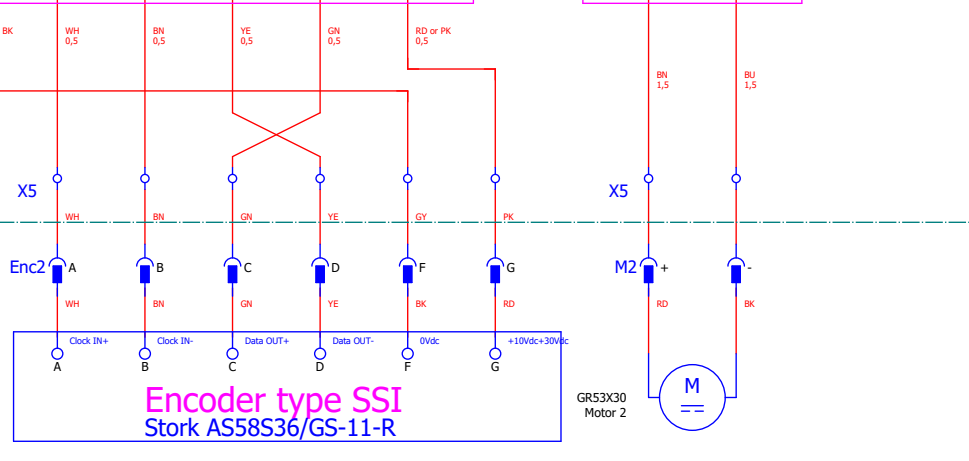 BK
WH
0,5
BN
0,5
YE
0,5
GN
0,5
RD or PK
0,5
BN
1,5
BU
1,5
X5
X5
WH
BN
GN
YE
GY
PK
Enc2
A
B
C
D
F
G
M2
+
-
WH
BN
GN
YE
BK
RD
RD
BK
Clock IN+
Clock IN-
Data OUT+
Data OUT-
0Vdc
+10Vdc+30Vdc
A
B
C
D
F
G
Encoder type SSI
Stork AS58S36/GS-11-R
M
GR53X30
Motor 2